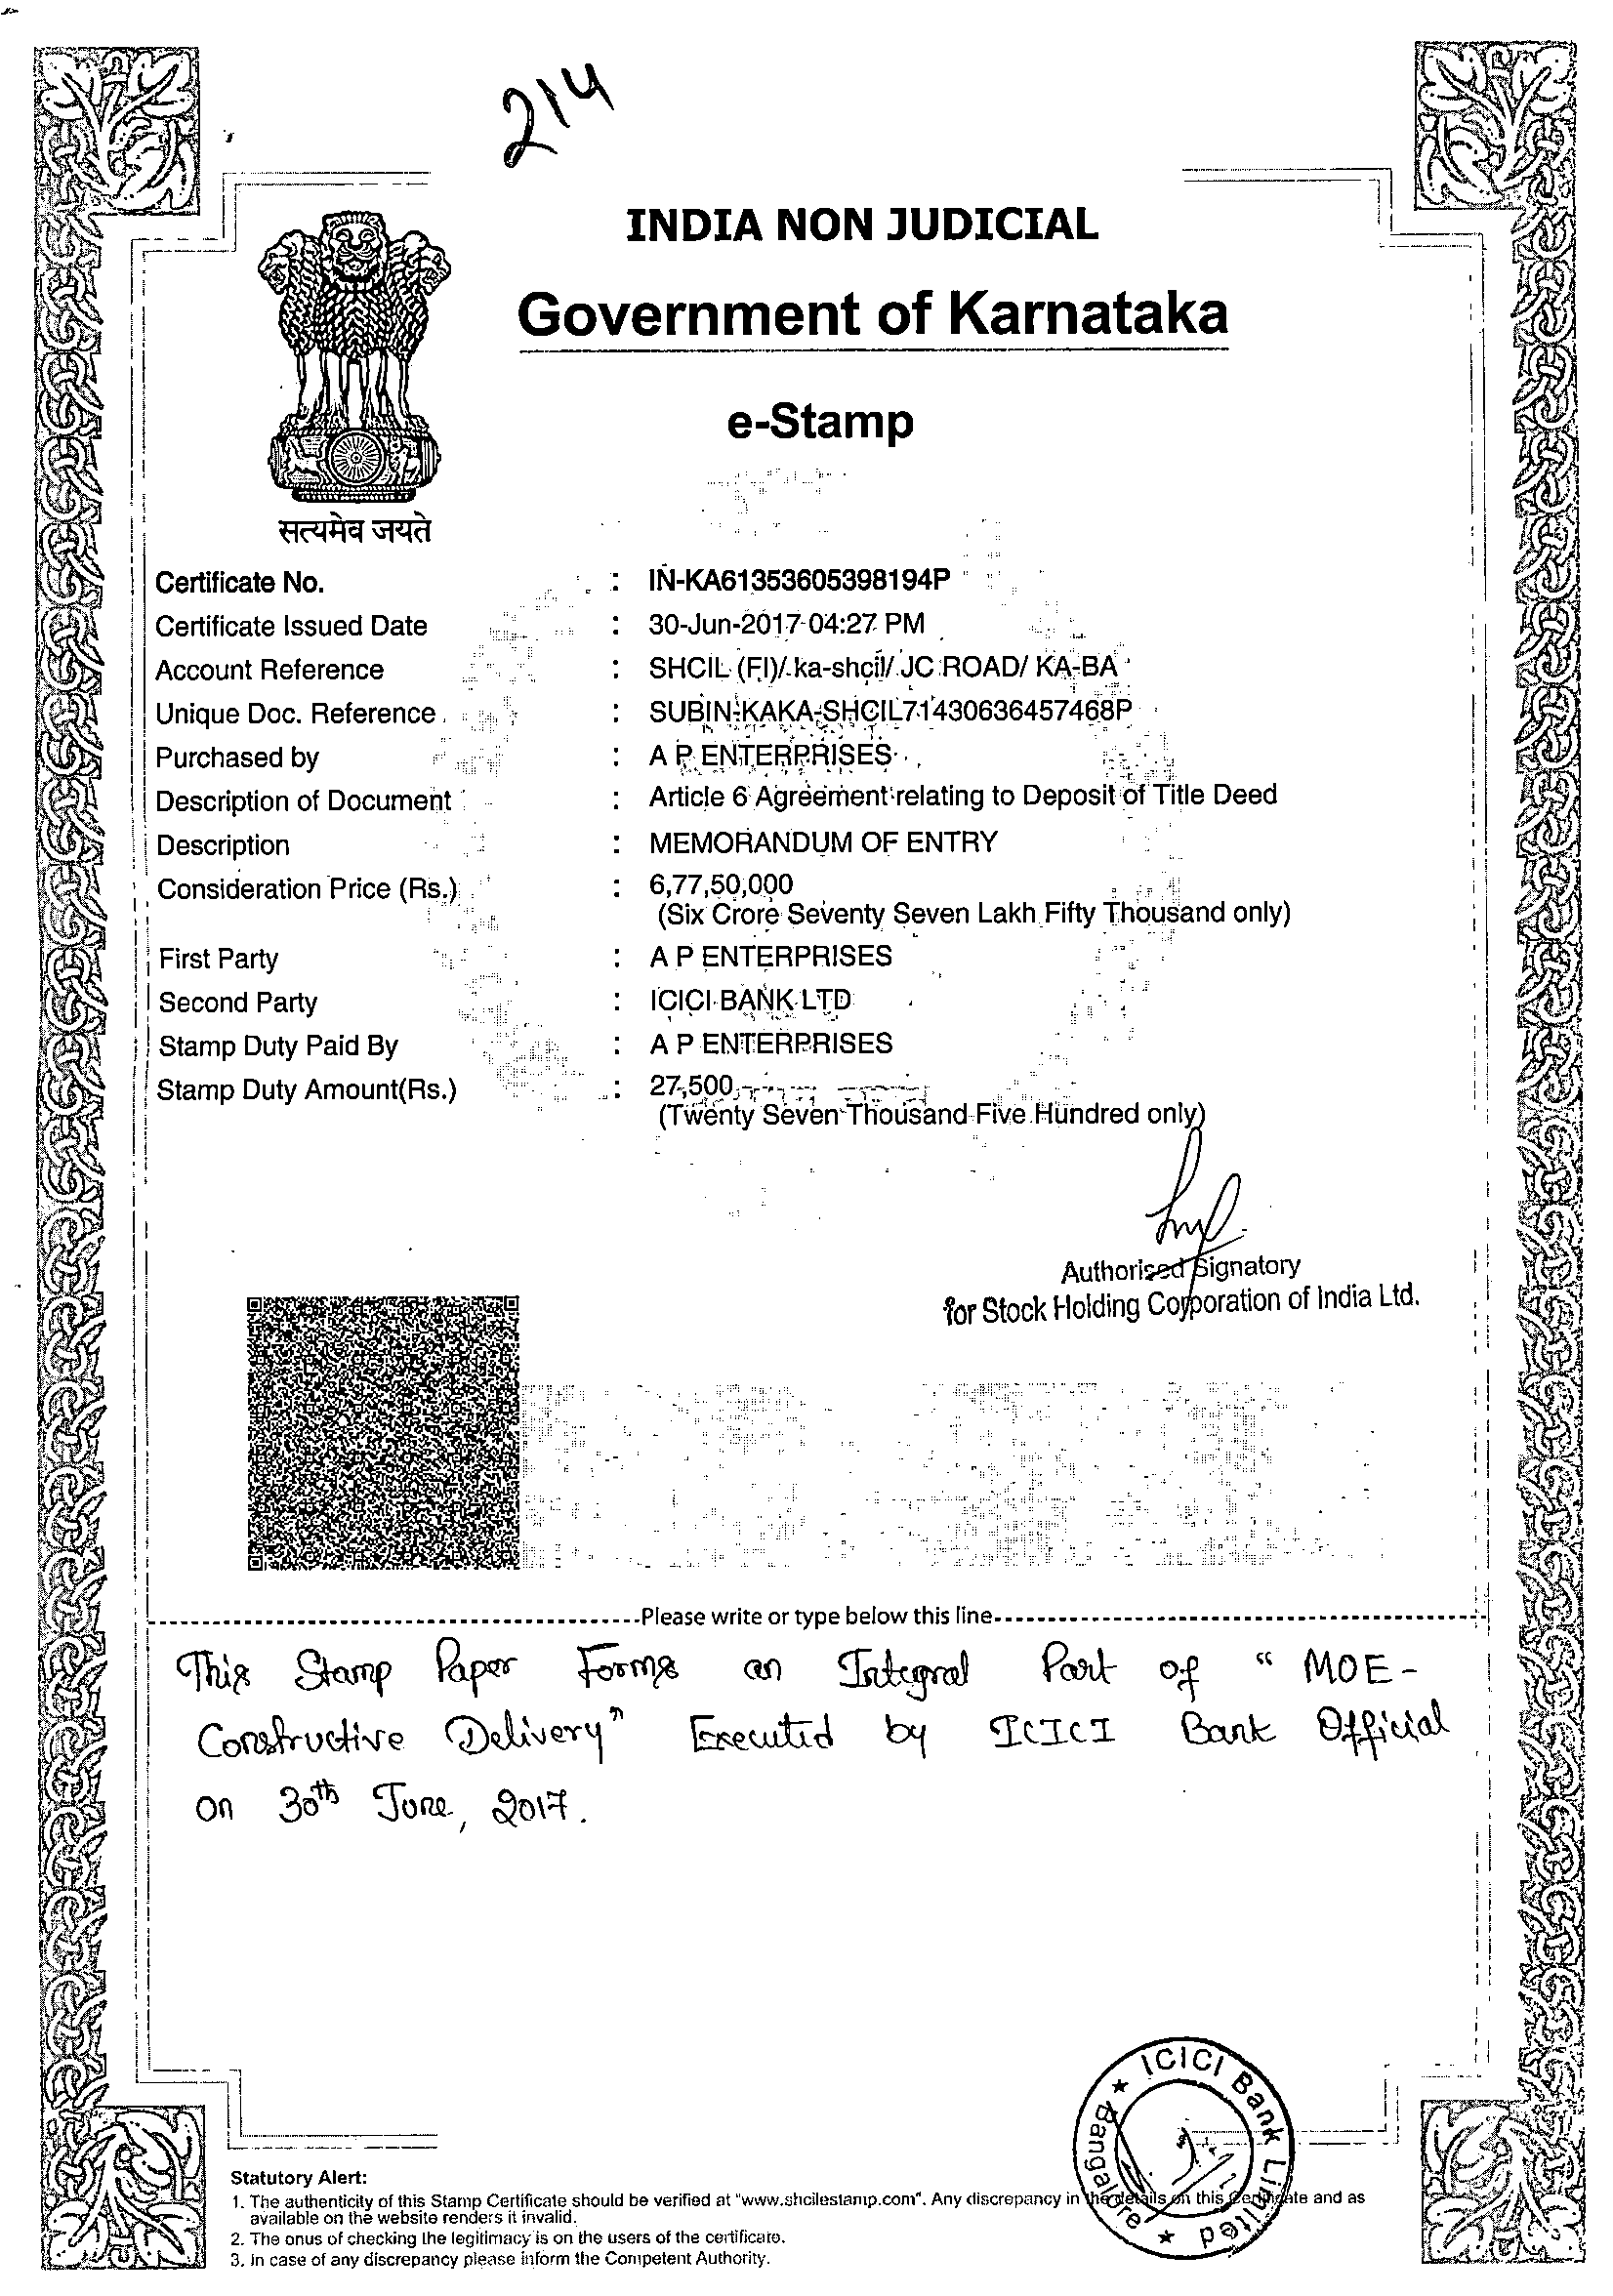 214
INDIA NON JUDICIAL
Government of Karnataka
e-Stamp
सत्यमेव जयते
Certificate No. : IN-KA61353605398194P
Certificate Issued Date : 30-Jun-2017 04:27 PM
Account Reference : SHCIL (FI)/ ka-shcil/ JC ROAD/ KA-BA
Unique Doc. Reference : SUBIN-KAKA-SHCIL71430636457468P
Purchased by : A P ENTERPRISES
Description of Document : Article 6 Agreement relating to Deposit of Title Deed
Description : MEMORANDUM OF ENTRY
Consideration Price (Rs.) : 6,77,50,000
(Six Crore Seventy Seven Lakh Fifty Thousand only)
First Party : A P ENTERPRISES
Second Party : ICICI BANK LTD
Stamp Duty Paid By : A P ENTERPRISES
Stamp Duty Amount(Rs.) : 27,500
(Twenty Seven Thousand Five Hundred only)
Authorised Signatory
for Stock Holding Corporation of India Ltd.
Please write or type below this line
This Stamp Paper Forms an Integral Part of "MOE-
Constructive Delivery" Executed by ICICI Bank Official
on 30th June, 2017.
ICICI Bank Limited
Bangalore
Statutory Alert:
1. The authenticity of this Stamp Certificate should be verified at "www.shcilestamp.com". Any discrepancy in the details on this Certificate and as
available on the website renders it invalid.
2. The onus of checking the legitimacy is on the users of the certificate.
3. In case of any discrepancy please inform the Competent Authority.